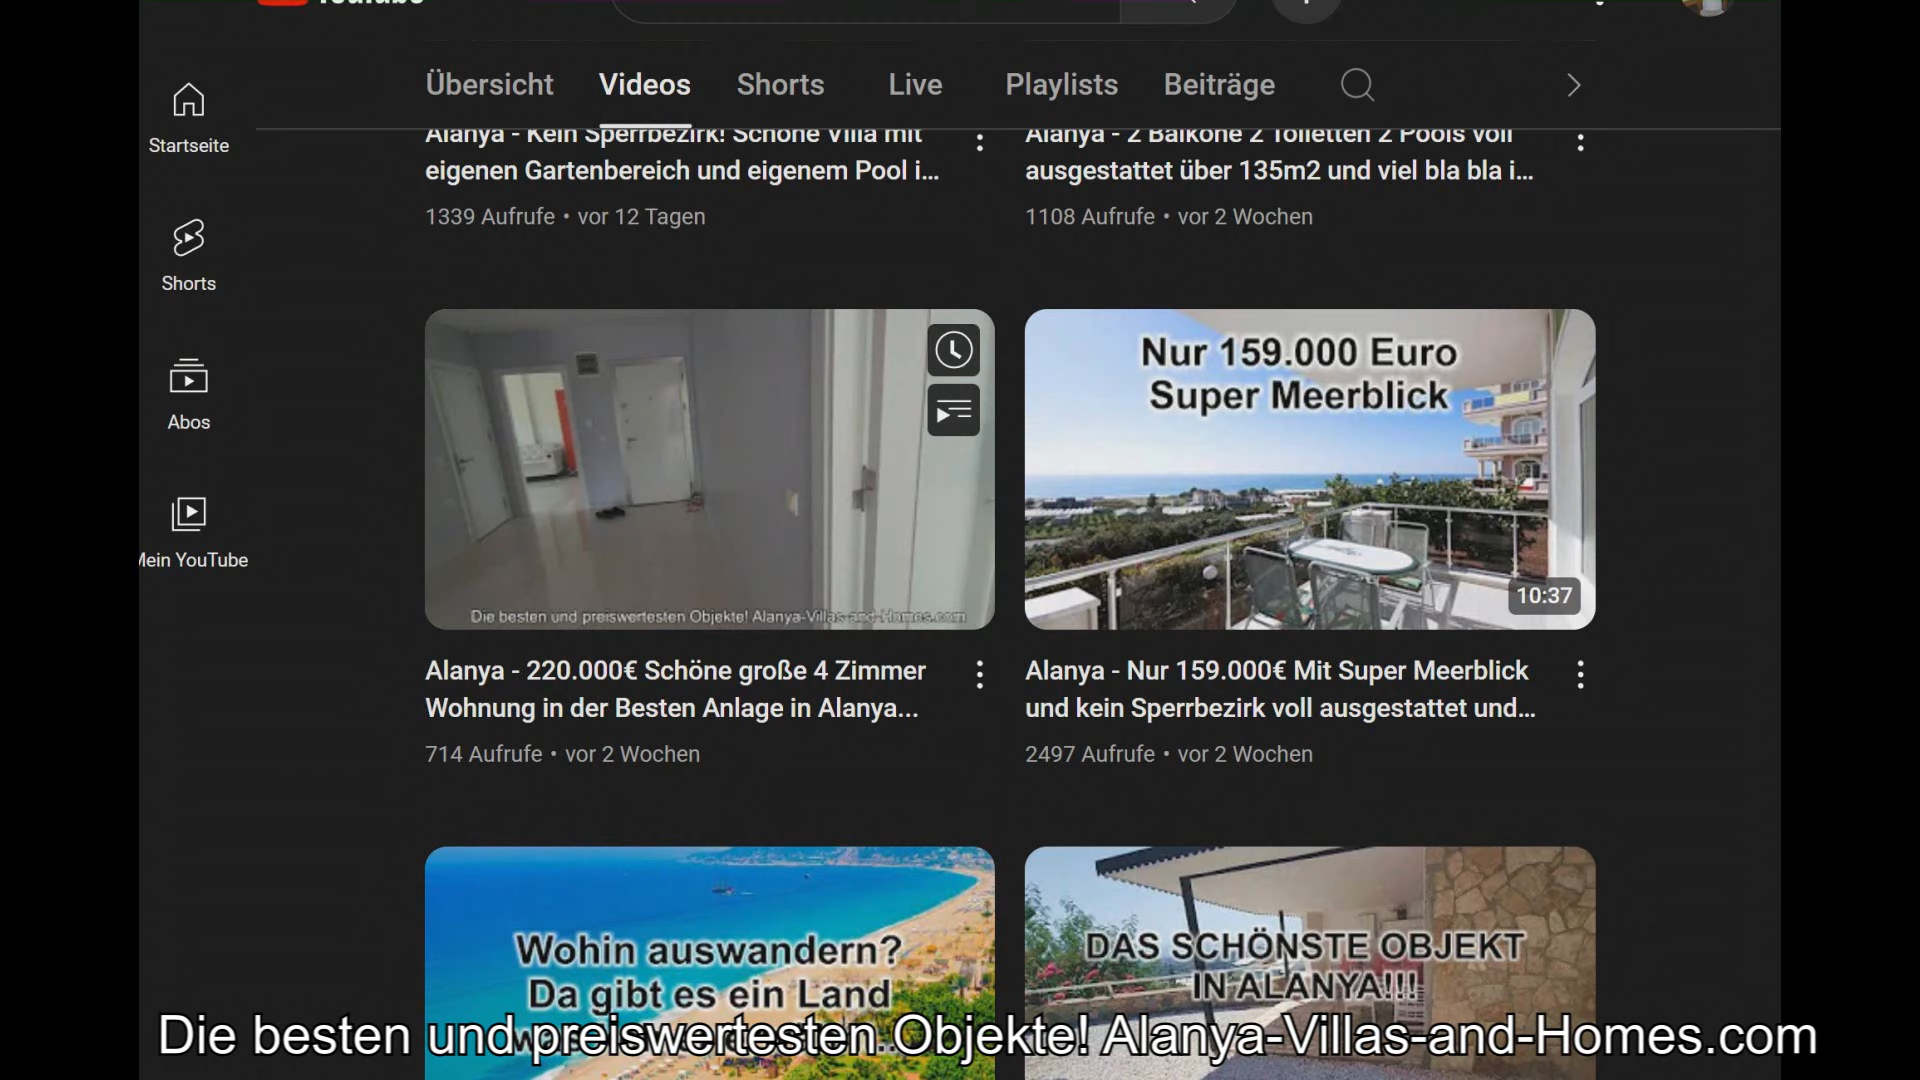 YouTube
Übersicht Videos Shorts Live Playlists Beiträge
Startseite
Shorts
Abos
Mein YouTube
Alanya - Kein Sperrbezirk! Schöne Villa mit
eigenen Gartenbereich und eigenem Pool i...
1339 Aufrufe • vor 12 Tagen
Alanya - 2 Balkone 2 Toiletten 2 Pools voll
ausgestattet über 135m2 und viel bla bla i...
1108 Aufrufe • vor 2 Wochen
Die besten und preiswertesten Objekte! Alanya-Villas-and-Homes.com
Alanya - 220.000€ Schöne große 4 Zimmer
Wohnung in der Besten Anlage in Alanya...
714 Aufrufe • vor 2 Wochen
Nur 159.000 Euro
Super Meerblick
10:37
Alanya - Nur 159.000€ Mit Super Meerblick
und kein Sperrbezirk voll ausgestattet und...
2497 Aufrufe • vor 2 Wochen
Wohin auswandern?
Da gibt es ein Land
DAS SCHÖNSTE OBJEKT
IN ALANYA!!!
Die besten und preiswertesten Objekte! Alanya-Villas-and-Homes.com